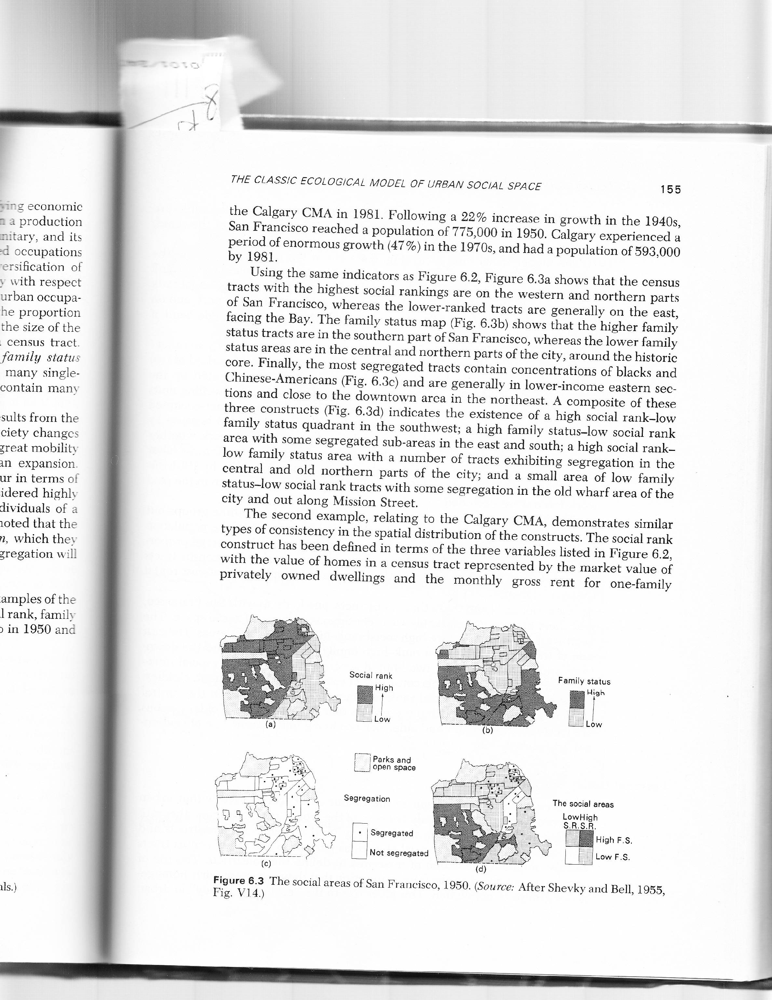 ying economic
a production
nitary, and its
ed occupations
ersification of
y with respect
urban occupa-
he proportion
the size of the
census tract.
family status
many single-
contain many
sults from the
ciety changes
great mobility
an expansion.
ur in terms of
idered highly
dividuals of a
noted that the
n, which they
gregation will
amples of the
l rank, family
o in 1950 and
als.)
THE CLASSIC ECOLOGICAL MODEL OF URBAN SOCIAL SPACE
155
the Calgary CMA in 1981. Following a 22% increase in growth in the 1940s,
San Francisco reached a population of 775,000 in 1950. Calgary experienced a
period of enormous growth (47%) in the 1970s, and had a population of 593,000
by 1981.
Using the same indicators as Figure 6.2, Figure 6.3a shows that the census
tracts with the highest social rankings are on the western and northern parts
of San Francisco, whereas the lower-ranked tracts are generally on the east,
facing the Bay. The family status map (Fig. 6.3b) shows that the higher family
status tracts are in the southern part of San Francisco, whereas the lower family
status areas are in the central and northern parts of the city, around the historic
core. Finally, the most segregated tracts contain concentrations of blacks and
Chinese-Americans (Fig. 6.3c) and are generally in lower-income eastern sec-
tions and close to the downtown area in the northeast. A composite of these
three constructs (Fig. 6.3d) indicates the existence of a high social rank–low
family status quadrant in the southwest; a high family status–low social rank
area with some segregated sub-areas in the east and south; a high social rank–
low family status area with a number of tracts exhibiting segregation in the
central and old northern parts of the city; and a small area of low family
status–low social rank tracts with some segregation in the old wharf area of the
city and out along Mission Street.
The second example, relating to the Calgary CMA, demonstrates similar
types of consistency in the spatial distribution of the constructs. The social rank
construct has been defined in terms of the three variables listed in Figure 6.2,
with the value of homes in a census tract represented by the market value of
privately owned dwellings and the monthly gross rent for one-family
Social rank
High
Low
(a)
Family status
High
Low
(b)
Parks and
open space
Segregation
Segregated
Not segregated
(c)
The social areas
Low High
S.R. S.R.
High F.S.
Low F.S.
(d)
Figure 6.3 The social areas of San Francisco, 1950. (Source: After Shevky and Bell, 1955,
Fig. V14.)